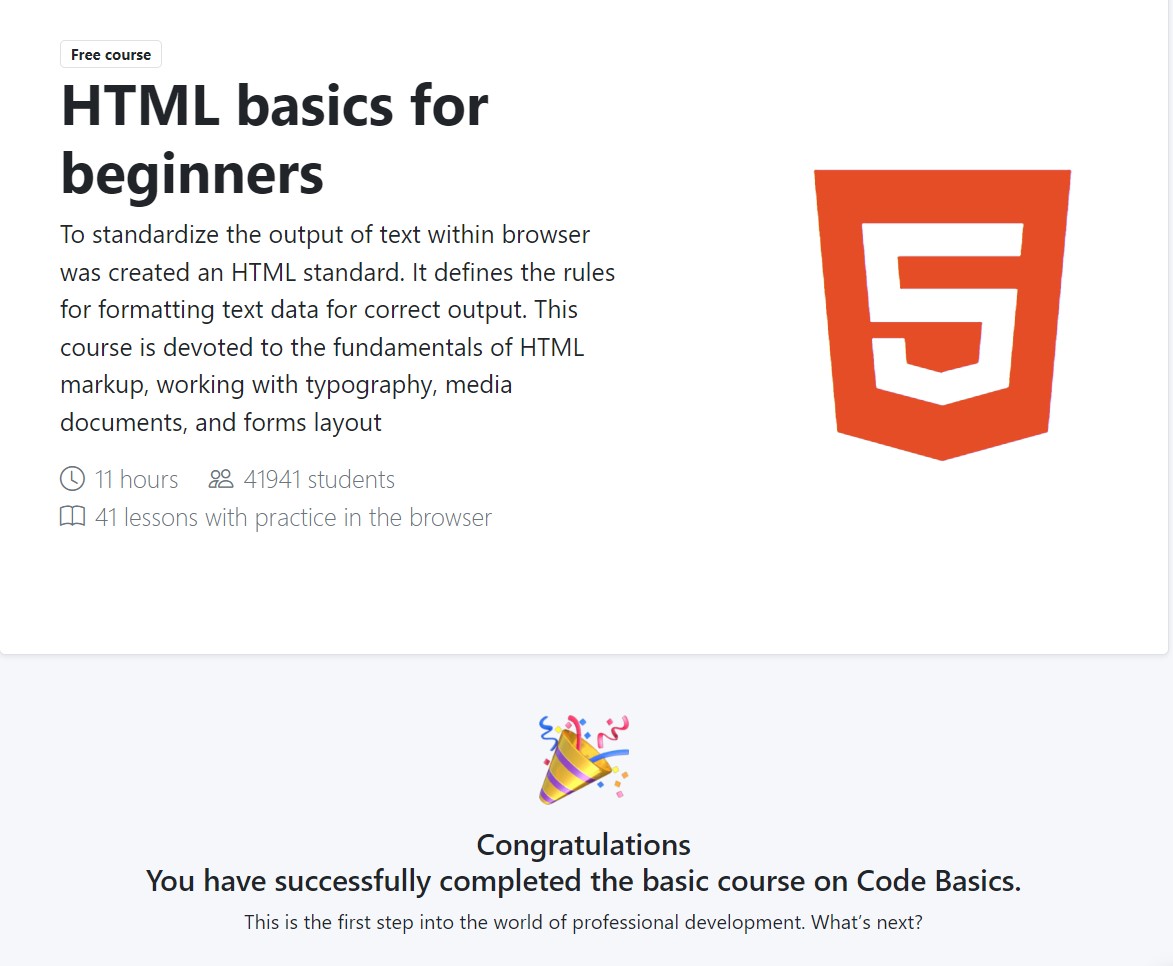 Free course
HTML basics for
beginners
To standardize the output of text within browser
was created an HTML standard. It defines the rules
for formatting text data for correct output. This
course is devoted to the fundamentals of HTML
markup, working with typography, media
documents, and forms layout
11 hours 41941 students
41 lessons with practice in the browser
5
Congratulations
You have successfully completed the basic course on Code Basics.
This is the first step into the world of professional development. What’s next?